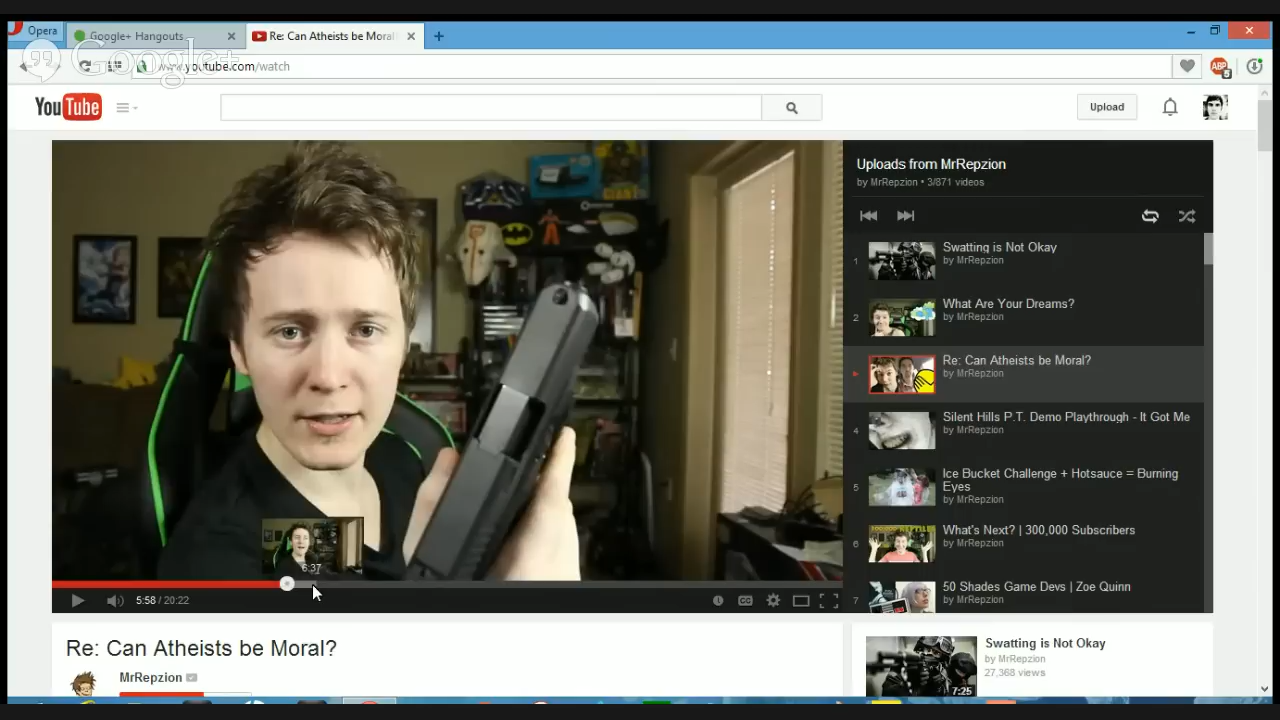 Opera
Google+ Hangouts
Re: Can Atheists be Moral
Google+
www.youtube.com/watch
ABP
5
YouTube
Upload
Uploads from MrRepzion
by MrRepzion • 3/871 videos
1
Swatting is Not Okay
by MrRepzion
2
What Are Your Dreams?
by MrRepzion
Re: Can Atheists be Moral?
by MrRepzion
4
Silent Hills P.T. Demo Playthrough - It Got Me
by MrRepzion
5
Ice Bucket Challenge + Hotsauce = Burning
Eyes
by MrRepzion
6
What's Next? | 300,000 Subscribers
by MrRepzion
7
50 Shades Game Devs | Zoe Quinn
by MrRepzion
6:37
5:58 / 20:22
Re: Can Atheists be Moral?
MrRepzion
Swatting is Not Okay
by MrRepzion
27,368 views
7:25